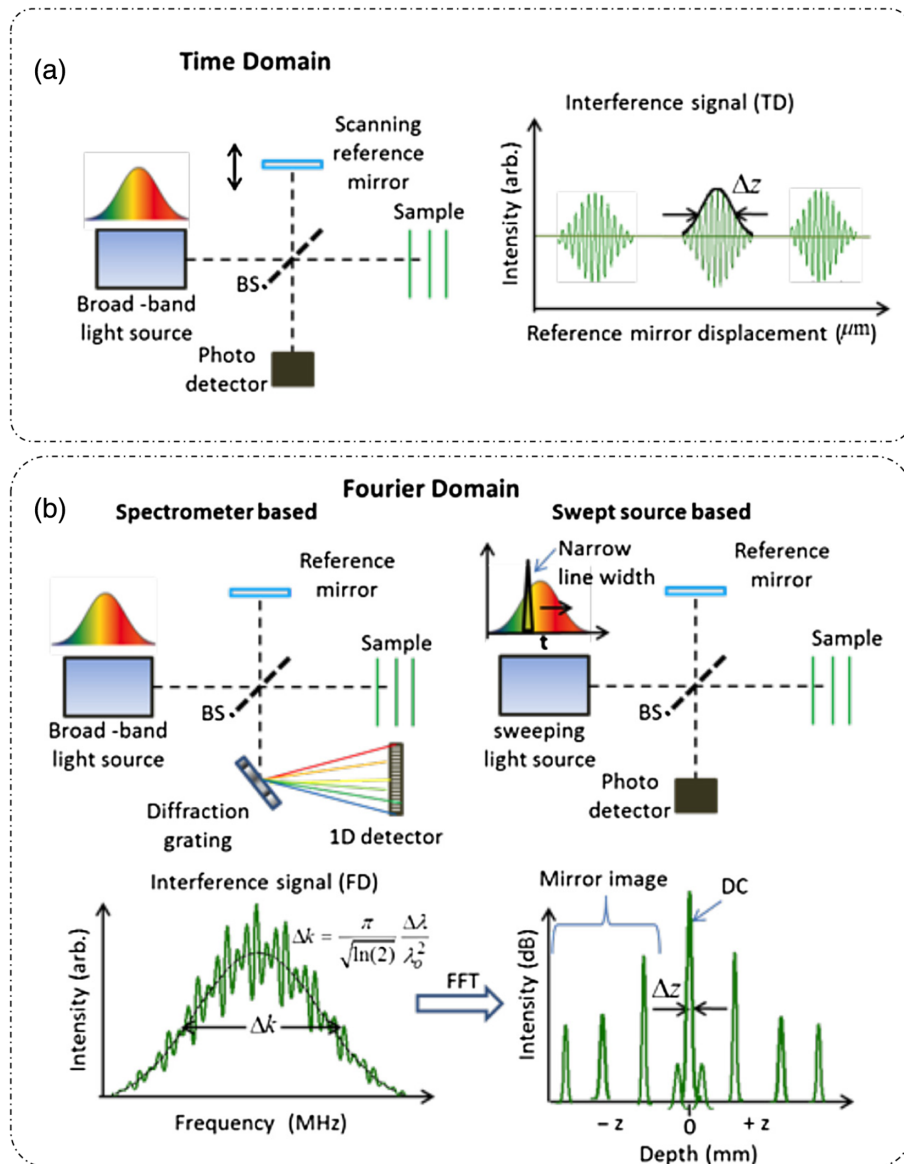 (a)
Time Domain
Scanning
reference
mirror
Sample
BS
Broad -band
light source
Photo
detector
Interference signal (TD)
Intensity (arb.)
Δz
Reference mirror displacement (μm)
(b)
Fourier Domain
Spectrometer based
Reference
mirror
Sample
BS
Broad -band
light source
Diffraction
grating
1D detector
Swept source based
Narrow
line width
t
Reference
mirror
Sample
BS
sweeping
light source
Photo
detector
Interference signal (FD)
Intensity (arb.)
Δk = π/√ln(2) Δλ/λo²
Δk
Frequency (MHz)
FFT
Mirror image
DC
Intensity (dB)
Δz
– z 0 + z
Depth (mm)